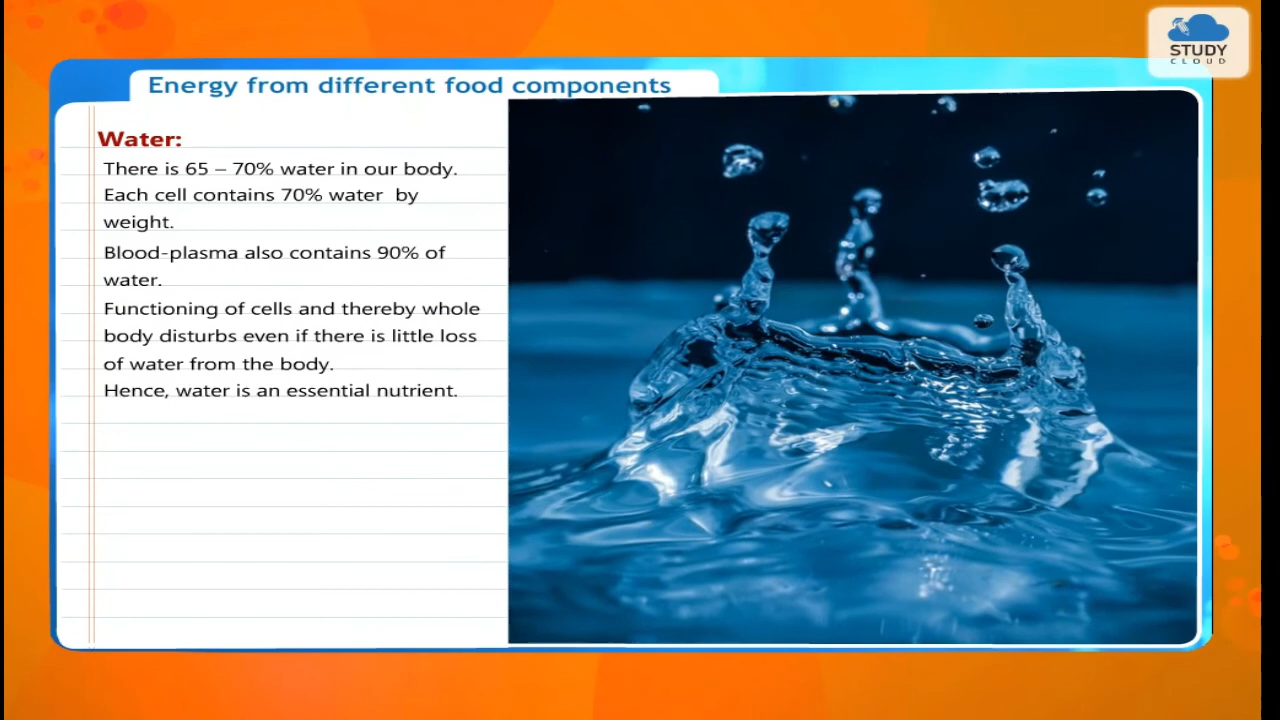 STUDY
CLOUD
Energy from different food components
Water:
There is 65 – 70% water in our body.
Each cell contains 70% water by
weight.
Blood-plasma also contains 90% of
water.
Functioning of cells and thereby whole
body disturbs even if there is little loss
of water from the body.
Hence, water is an essential nutrient.